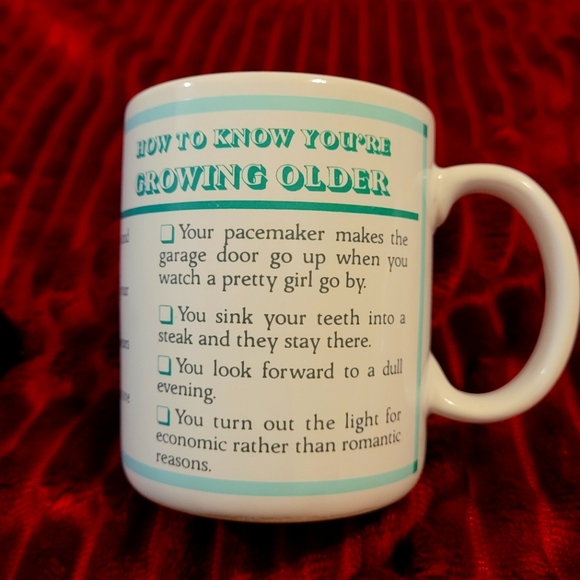 HOW TO KNOW YOU'RE
GROWING OLDER
Your pacemaker makes the
garage door go up when you
watch a pretty girl go by.
You sink your teeth into a
steak and they stay there.
You look forward to a dull
evening.
You turn out the light for
economic rather than romantic
reasons.